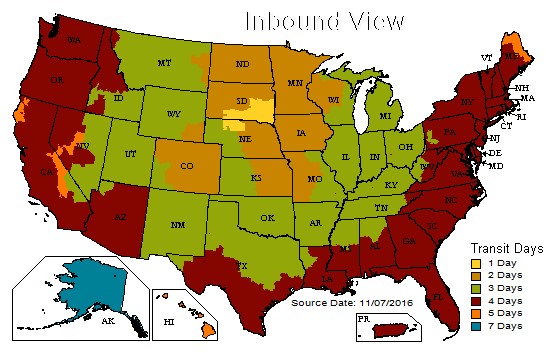 Inbound View
WA
MT
ND
MN
ME
VT
OR
ID
SD
WI
NH
MA
NY
WY
MI
RI
CT
IA
PA
NE
NJ
NV
UT
IL
IN
OH
DE
MD
CO
CA
KS
MO
WV
VA
KY
NC
TN
OK
AZ
NM
AR
SC
MS
AL
GA
TX
LA
FL
Transit Days
1 Day
2 Days
3 Days
4 Days
5 Days
7 Days
Source Date: 11/07/2016
AK
HI
PR